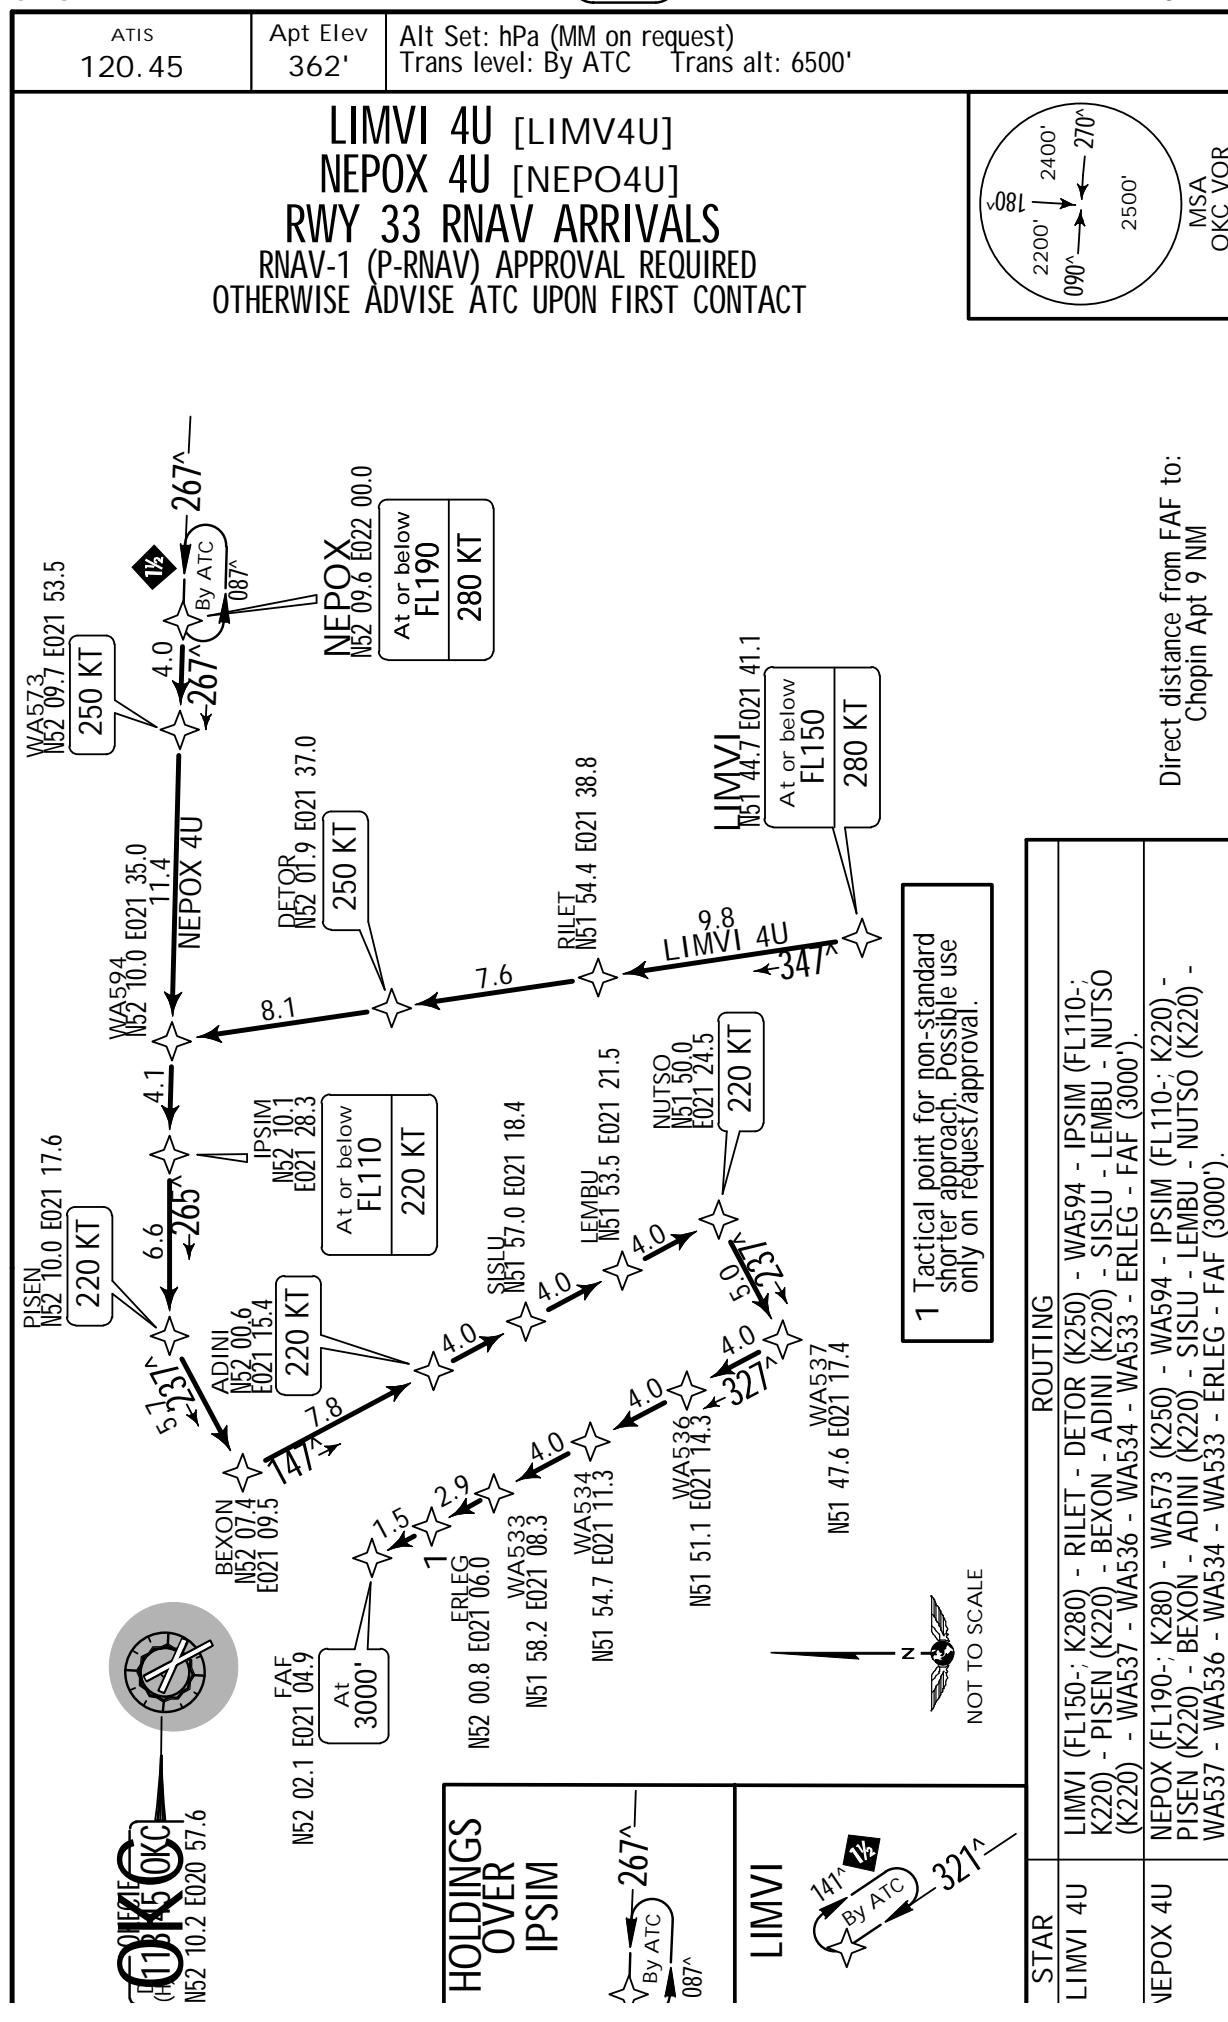 ATIS
120.45
Apt Elev
362'
Alt Set: hPa (MM on request)
Trans level: By ATC Trans alt: 6500'
LIMVI 4U [LIMV4U]
NEPOX 4U [NEPO4U]
RWY 33 RNAV ARRIVALS
RNAV-1 (P-RNAV) APPROVAL REQUIRED
OTHERWISE ADVISE ATC UPON FIRST CONTACT
2400'
270^
180^
2500'
2200'
090^
MSA
OKC VOR
267^
1½
By ATC
087^
NEPOX
N52 09.6 E022 00.0
At or below
FL190
280 KT
4.0
267^
WA573
N52 09.7 E021 53.5
250 KT
11.4
NEPOX 4U
WA594
N52 10.0 E021 35.0
DETOR
N52 01.9 E021 37.0
250 KT
8.1
7.6
RILET
N51 54.4 E021 38.8
9.8
LIMVI 4U
347^
LIMVI
N51 44.7 E021 41.1
At or below
FL150
280 KT
Direct distance from FAF to:
Chopin Apt 9 NM
4.1
IPSIM
N52 10.1
E021 28.3
At or below
FL110
220 KT
6.6
265^
PISEN
N52 10.0 E021 17.6
220 KT
5.7
237^
BEXON
N52 07.4
E021 09.5
7.8
147^
ADINI
N52 00.6
E021 15.4
220 KT
4.0
SISLU
N51 57.0 E021 18.4
4.0
LEMBU
N51 53.5 E021 21.5
4.0
NUTSO
N51 50.0
E021 24.5
220 KT
5.0
237^
WA537
N51 47.6 E021 17.4
4.0
327^
WA536
N51 51.1 E021 14.3
4.0
WA534
N51 54.7 E021 11.3
4.0
WA533
N51 58.2 E021 08.3
2.9
1
ERLEG
N52 00.8 E021 06.0
1.5
FAF
N52 02.1 E021 04.9
At
3000'
1 Tactical point for non-standard
shorter approach. Possible use
only on request/approval.
N
NOT TO SCALE
OKC
N52 10.2 E020 57.6
HOLDINGS
OVER
IPSIM
267^
By ATC
087^
LIMVI
141^
1½
By ATC
321^
STAR
ROUTING
LIMVI 4U
LIMVI (FL150-; K280) - RILET - DETOR (K250) - WA594 - IPSIM (FL110-;
K220) - PISEN (K220) - BEXON - ADINI (K220) - SISLU - LEMBU - NUTSO
(K220) - WA537 - WA536 - WA534 - WA533 - ERLEG - FAF (3000').
NEPOX 4U
NEPOX (FL190-; K280) - WA573 (K250) - WA594 - IPSIM (FL110-; K220) -
PISEN (K220) - BEXON - ADINI (K220) - SISLU - LEMBU - NUTSO (K220) -
WA537 - WA536 - WA534 - WA533 - ERLEG - FAF (3000').